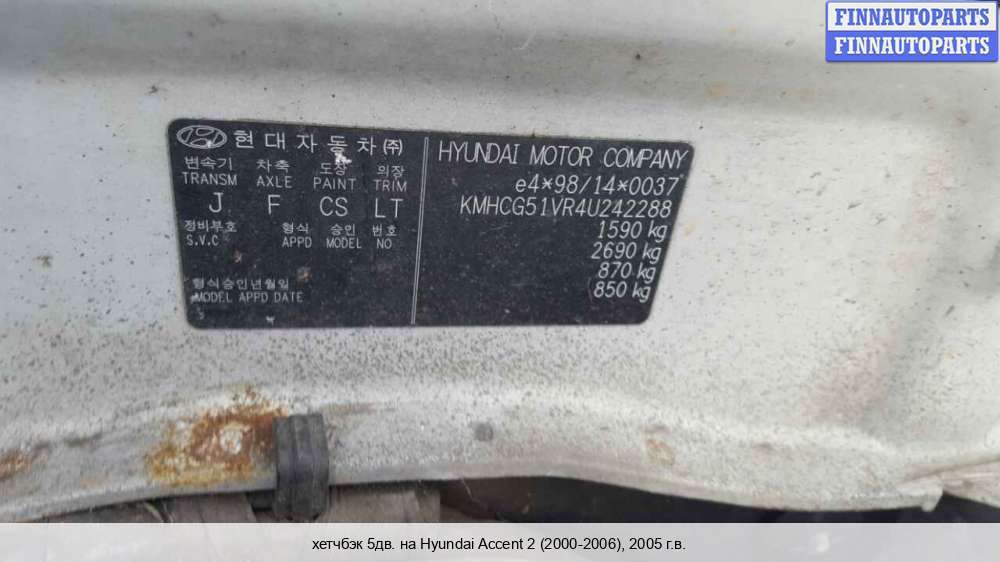 FINNAUTOPARTS
FINNAUTOPARTS
현대자동차㈜
변속기 차축 도장 의장
TRANSM AXLE PAINT TRIM
J F CS LT
정비부호 형식 승인 번호
S.V.C APPD MODEL NO
형식승인년월일
MODEL APPD DATE
HYUNDAI MOTOR COMPANY
e4*98/14*0037
KMHCG51VR4U242288
1590 kg
2690 kg
870 kg
850 kg
хетчбэк 5дв. на Hyundai Accent 2 (2000-2006), 2005 г.в.